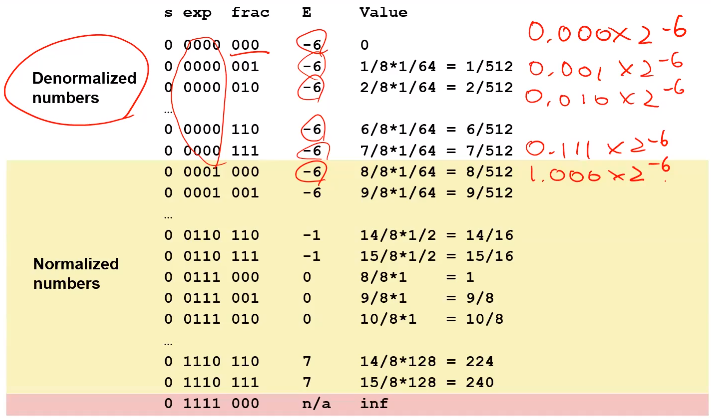 s exp frac E Value
0 0000 000 -6 0 0.000×2⁻⁶
0 0000 001 -6 1/8*1/64 = 1/512 0.001×2⁻⁶
Denormalized numbers 0 0000 010 -6 2/8*1/64 = 2/512 0.010×2⁻⁶
…
0 0000 110 -6 6/8*1/64 = 6/512
0 0000 111 -6 7/8*1/64 = 7/512 0.111×2⁻⁶
0 0001 000 -6 8/8*1/64 = 8/512 1.000×2⁻⁶
0 0001 001 -6 9/8*1/64 = 9/512
…
0 0110 110 -1 14/8*1/2 = 14/16
0 0110 111 -1 15/8*1/2 = 15/16
Normalized numbers 0 0111 000 0 8/8*1 = 1
0 0111 001 0 9/8*1 = 9/8
0 0111 010 0 10/8*1 = 10/8
…
0 1110 110 7 14/8*128 = 224
0 1110 111 7 15/8*128 = 240
0 1111 000 n/a inf